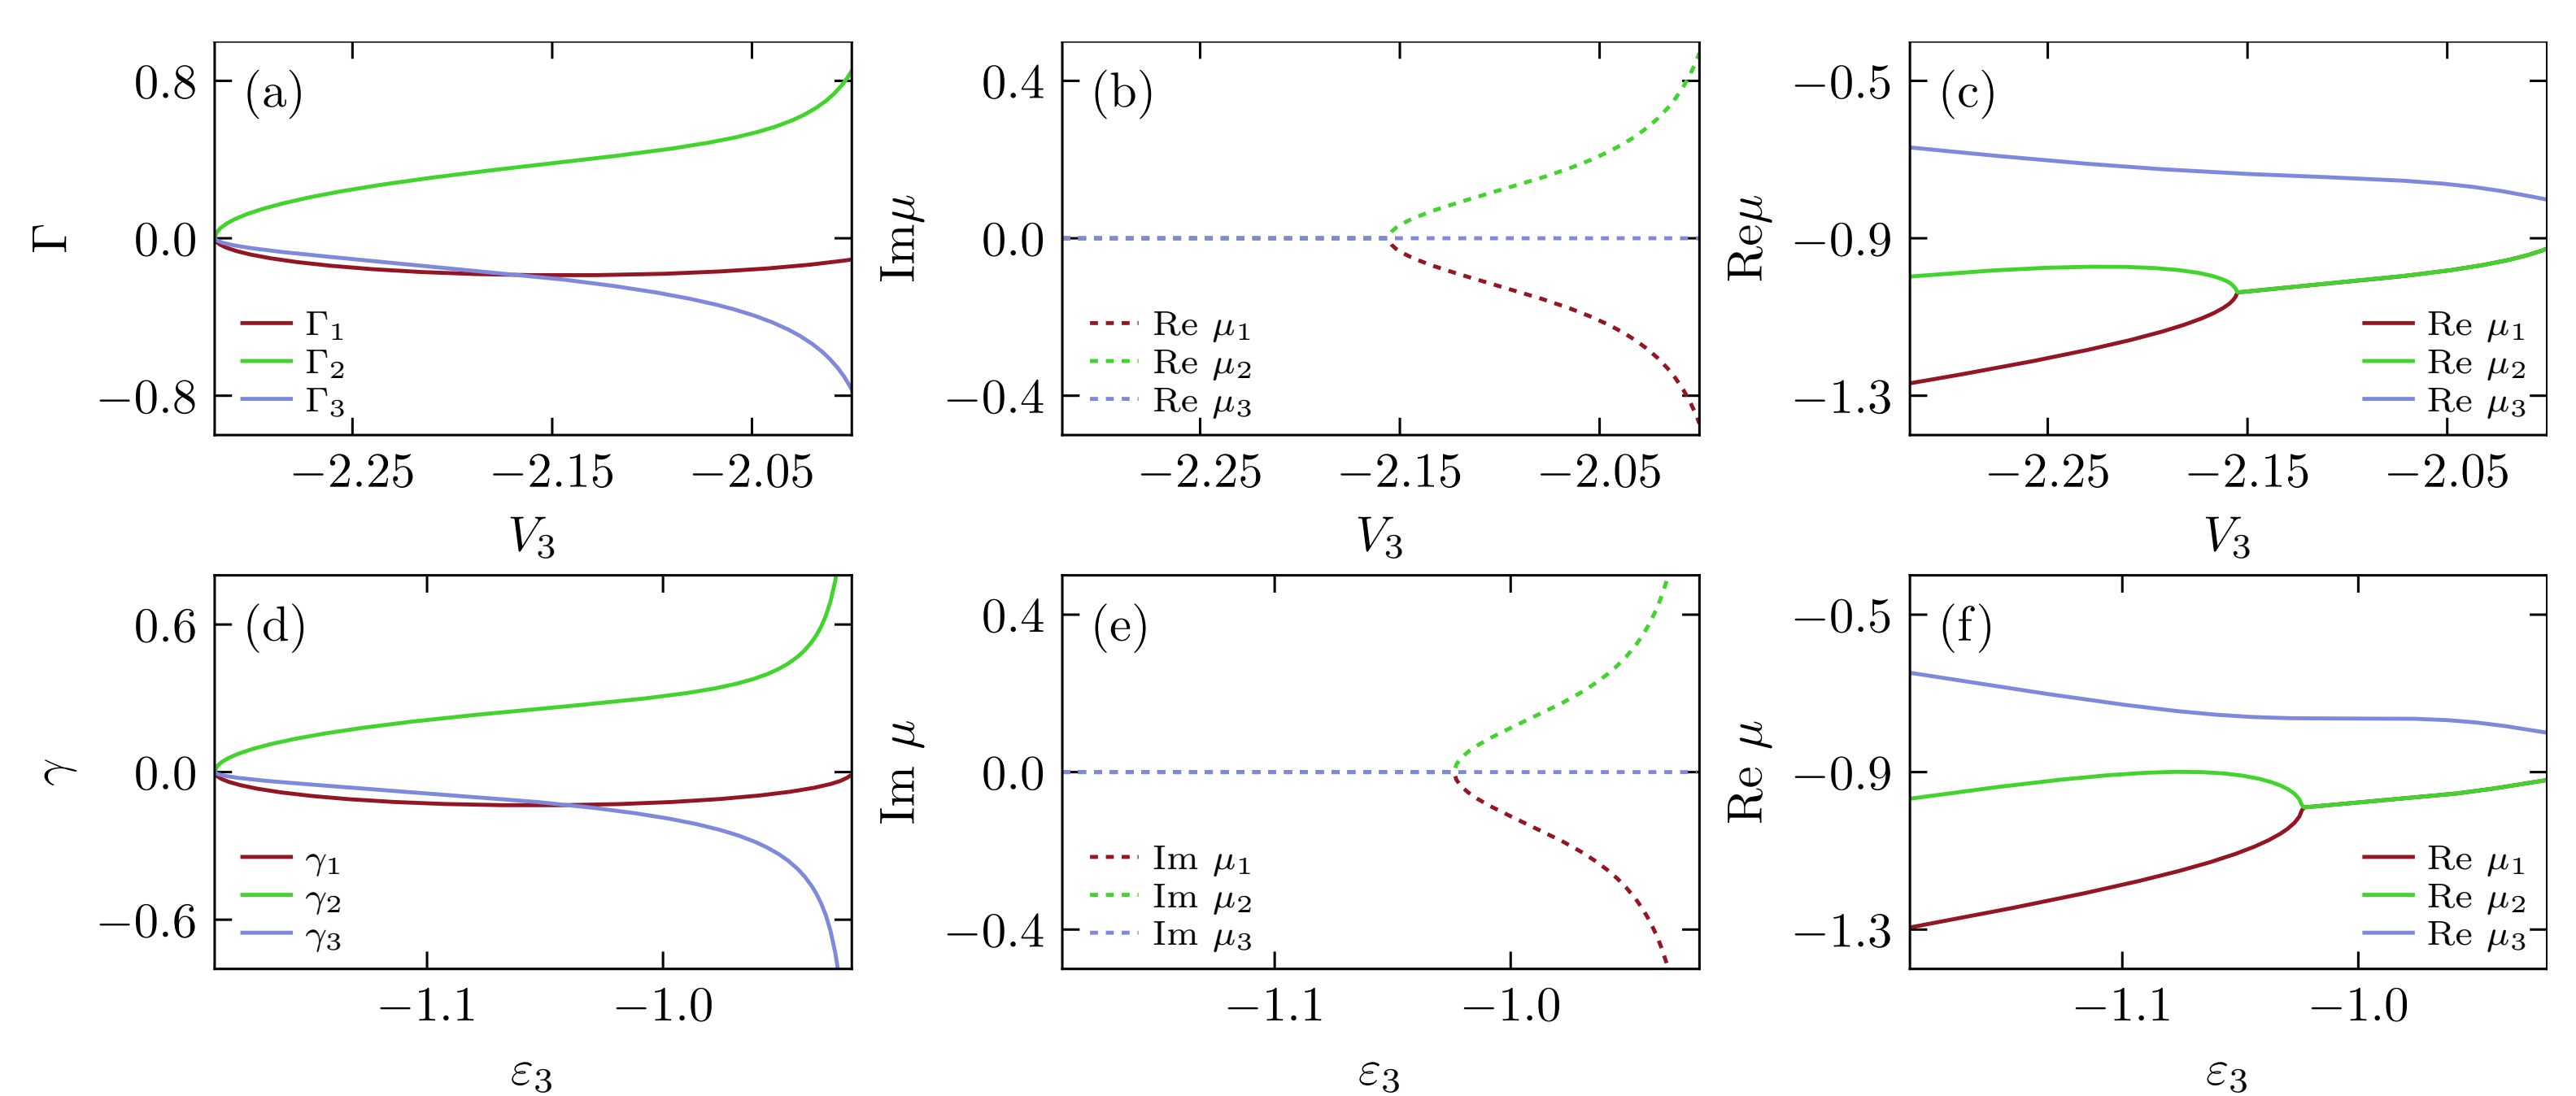 (a)
Γ
0.8
0.0
−0.8
Γ₁
Γ₂
Γ₃
−2.25 −2.15 −2.05
V₃
(b)
Imμ
0.4
0.0
−0.4
Re μ₁
Re μ₂
Re μ₃
−2.25 −2.15 −2.05
V₃
(c)
Reμ
−0.5
−0.9
−1.3
Re μ₁
Re μ₂
Re μ₃
−2.25 −2.15 −2.05
V₃
(d)
γ
0.6
0.0
−0.6
γ₁
γ₂
γ₃
−1.1 −1.0
ε₃
(e)
Im μ
0.4
0.0
−0.4
Im μ₁
Im μ₂
Im μ₃
−1.1 −1.0
ε₃
(f)
Re μ
−0.5
−0.9
−1.3
Re μ₁
Re μ₂
Re μ₃
−1.1 −1.0
ε₃